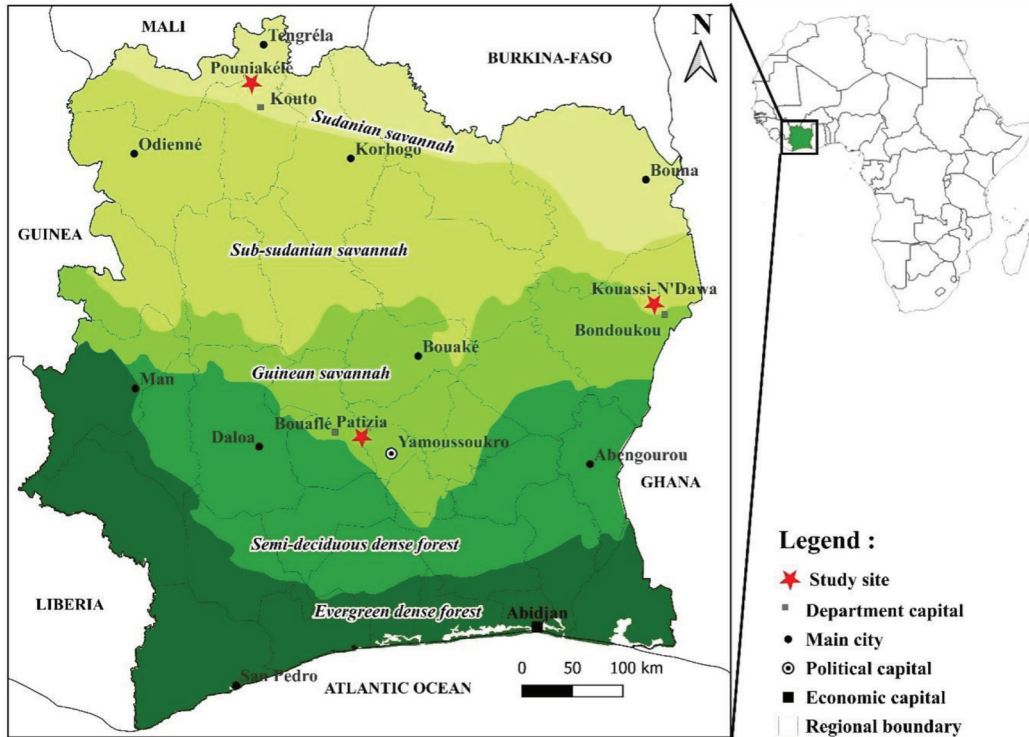 MALI
Tengréla
N
BURKINA-FASO
Pouniakélé
Kouto
Sudanian savannah
Odienné
Korhogo
Bouna
GUINEA
Sub-sudanian savannah
Kouassi-N'Dawa
Bondoukou
Bouaké
Guinean savannah
Man
Bouaflé
Patizia
Daloa
Yamoussoukro
Abengourou
GHANA
Semi-deciduous dense forest
LIBERIA
Evergreen dense forest
Abidjan
San Pedro
ATLANTIC OCEAN
0 50 100 km
Legend :
Study site
Department capital
Main city
Political capital
Economic capital
Regional boundary